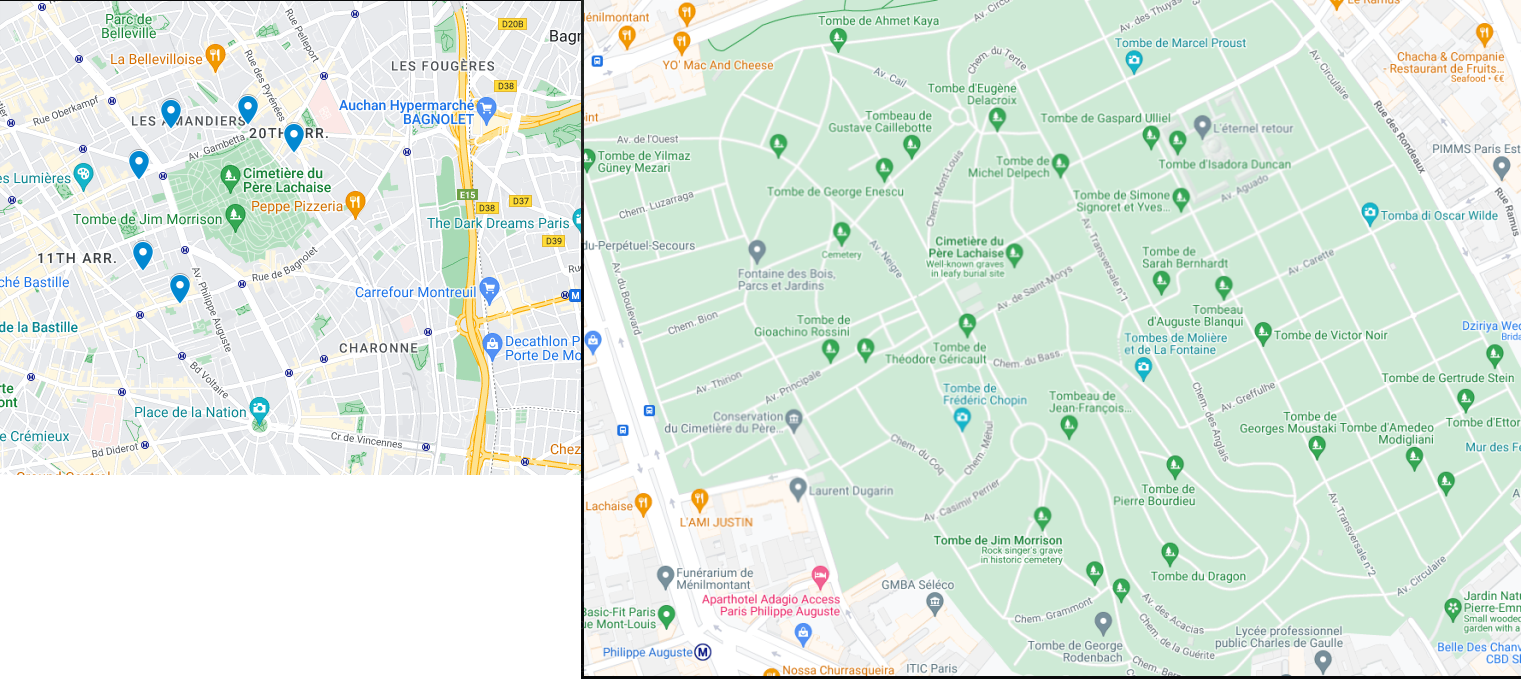 Parc de
Belleville
La Bellevilloise
Rue Pelleport
Rue des Pyrénées
D20B
Bagn
LES FOUGÈRES
D38
Rue Oberkampf
LES AMANDIERS
Auchan Hypermarché
BAGNOLET
20TH ARR.
Av. Gambetta
es Lumières
Cimetière du
Père Lachaise
E15
Peppe Pizzeria
D38
D37
Tombe de Jim Morrison
The Dark Dreams Paris
D39
11TH ARR.
Rue de Bagnolet
Ru
ché Bastille
Av. Philippe Auguste
Carrefour Montreuil
M
de la Bastille
Decathlon P
Porte De Mo
CHARONNE
Bd Voltaire
rte
ont
Place de la Nation
e Crémieux
Cr de Vincennes
Bd Diderot
Chez
Ménilmontant
Tombe de Ahmet Kaya
Av. Circu
Av. des Thuyas
Le Ramus
Tombe de Marcel Proust
YO' Mac And Cheese
Chem. du Tertre
Av. Circulaire
Chacha & Companie
- Restaurant de Fruits...
Seafood • €€
Av. Cail
Tombe d'Eugène
Delacroix
Rue des Rondeaux
oint
Tombeau de
Gustave Caillebotte
Tombe de Gaspard Ulliel
L'éternel retour
Av. de l'Ouest
PIMMS Paris Est
Tombe de Yilmaz
Güney Mezari
Tombe de
Michel Delpech
Tombe d'Isadora Duncan
Chem. Mont-Louis
Tombe de George Enescu
Tombe de Simone
Signoret et Yves...
Av. Aguado
Rue Ramus
Chem. Luzarraga
Tomba di Oscar Wilde
du-Perpétuel-Secours
Cemetery
Av. Neigre
Cimetière du
Père Lachaise
Well-known graves
in leafy burial site
Av. Transversale n°1
Tombe de
Sarah Bernhardt
Av. Carette
Fontaine des Bois,
Parcs et Jardins
Av. du Boulevard
Av. de Saint-Morys
Chem. Bion
Tombeau
d'Auguste Blanqui
Tombe de
Gioachino Rossini
Tombe de
Théodore Géricault
Tombes de Molière
et de La Fontaine
Tombe de Victor Noir
Dziriya Wed
Brida
Chem. du Bass.
Av. Thinon
Av. Principale
Tombe de
Frédéric Chopin
Tombe de Gertrude Stein
Av. Greffulhe
Chem. des Anglais
Tombeau de
Jean-François...
Conservation
du Cimetière du Père...
Tombe de
Georges Moustaki
Tombe d'Amedeo
Modigliani
Tombe d'Ettor
Chem. du Coq
Chem. Méhul
Mur des Fé
Laurent Dugarin
Tombe de
Pierre Bourdieu
Av. Casimir Perrier
Av. Transversale n°2
Lachaise
L'AMI JUSTIN
Tombe de Jim Morrison
Rock singer's grave
in historic cemetery
Funérarium de
Ménilmontant
GMBA Séléco
Tombe du Dragon
Av. Circulaire
Aparthotel Adagio Access
Paris Philippe Auguste
Basic-Fit Paris
ue Mont-Louis
Chem. Grammont
Av. des Acacias
Chem. de la Guérite
Jardin Natu
Pierre-Emm
Small wooded
garden with a
Philippe Auguste
M
Tombe de George
Rodenbach
Lycée professionnel
public Charles de Gaulle
Belle Des Chan
CBD Sh
Nossa Churrasqueira
ITIC Paris
Chem. Ber